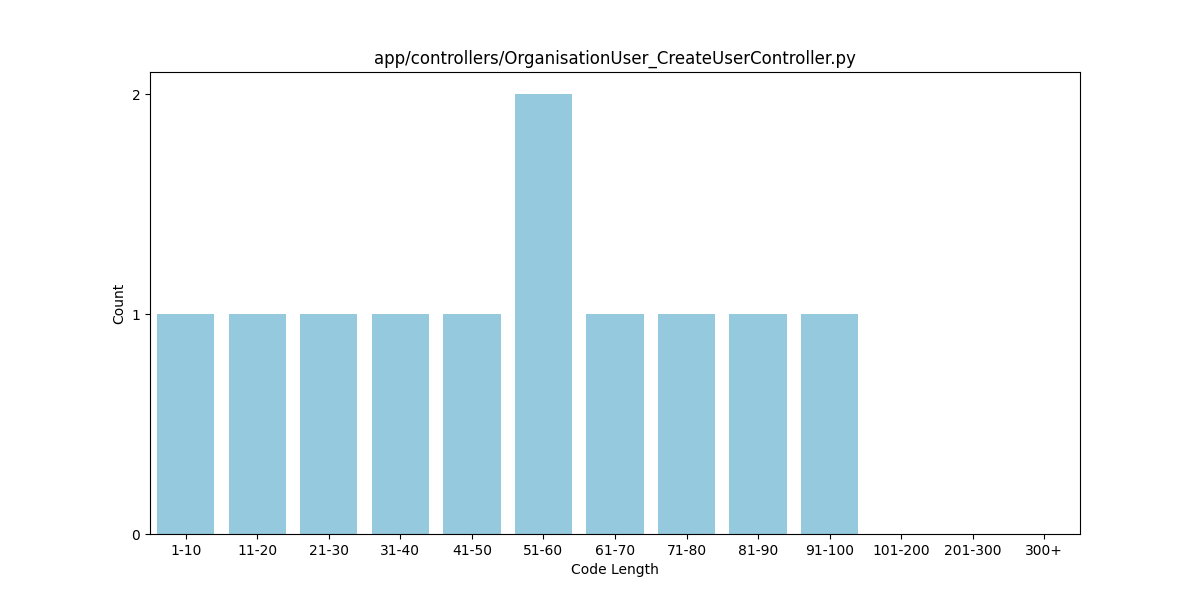 app/controllers/OrganisationUser_CreateUserController.py
2
1
0
Count
1-10 11-20 21-30 31-40 41-50 51-60 61-70 71-80 81-90 91-100 101-200 201-300 300+
Code Length